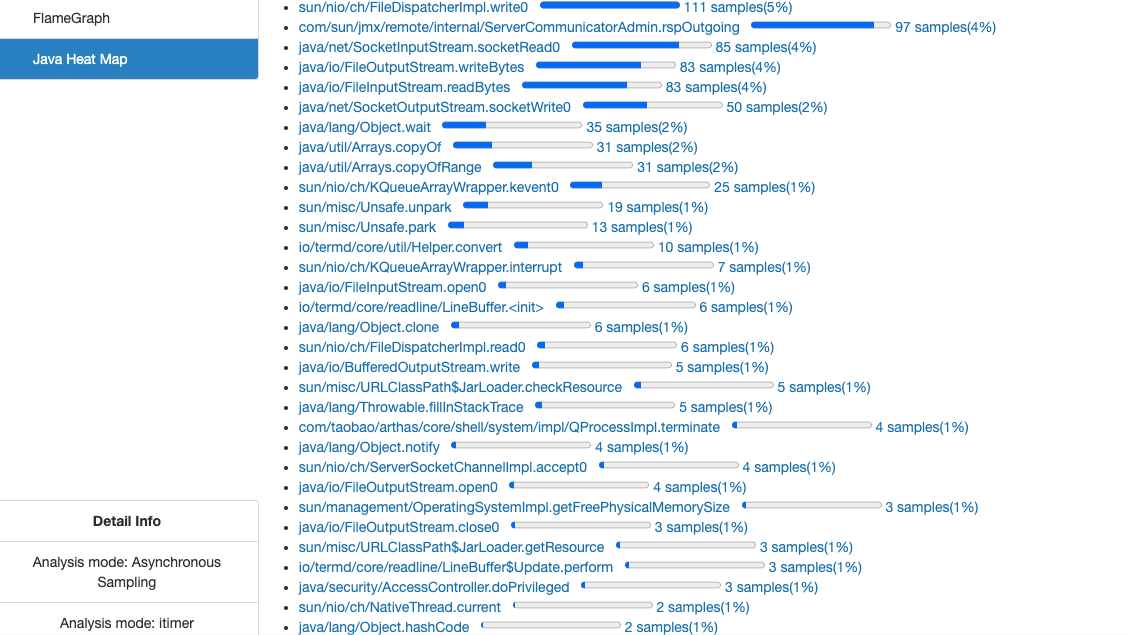 FlameGraph
Java Heat Map
sun/nio/ch/FileDispatcherImpl.write0 111 samples(5%)
com/sun/jmx/remote/internal/ServerCommunicatorAdmin.rspOutgoing 97 samples(4%)
java/net/SocketInputStream.socketRead0 85 samples(4%)
java/io/FileOutputStream.writeBytes 83 samples(4%)
java/io/FileInputStream.readBytes 83 samples(4%)
java/net/SocketOutputStream.socketWrite0 50 samples(2%)
java/lang/Object.wait 35 samples(2%)
java/util/Arrays.copyOf 31 samples(2%)
java/util/Arrays.copyOfRange 31 samples(2%)
sun/nio/ch/KQueueArrayWrapper.kevent0 25 samples(1%)
sun/misc/Unsafe.unpark 19 samples(1%)
sun/misc/Unsafe.park 13 samples(1%)
io/termd/core/util/Helper.convert 10 samples(1%)
sun/nio/ch/KQueueArrayWrapper.interrupt 7 samples(1%)
java/io/FileInputStream.open0 6 samples(1%)
io/termd/core/readline/LineBuffer.<init> 6 samples(1%)
java/lang/Object.clone 6 samples(1%)
sun/nio/ch/FileDispatcherImpl.read0 6 samples(1%)
java/io/BufferedOutputStream.write 5 samples(1%)
sun/misc/URLClassPath$JarLoader.checkResource 5 samples(1%)
java/lang/Throwable.fillInStackTrace 5 samples(1%)
com/taobao/arthas/core/shell/system/impl/QProcessImpl.terminate 4 samples(1%)
java/lang/Object.notify 4 samples(1%)
sun/nio/ch/ServerSocketChannelImpl.accept0 4 samples(1%)
java/io/FileOutputStream.open0 4 samples(1%)
sun/management/OperatingSystemImpl.getFreePhysicalMemorySize 3 samples(1%)
java/io/FileOutputStream.close0 3 samples(1%)
sun/misc/URLClassPath$JarLoader.getResource 3 samples(1%)
io/termd/core/readline/LineBuffer$Update.perform 3 samples(1%)
java/security/AccessController.doPrivileged 3 samples(1%)
sun/nio/ch/NativeThread.current 2 samples(1%)
java/lang/Object.hashCode 2 samples(1%)
Detail Info
Analysis mode: Asynchronous
Sampling
Analysis mode: itimer